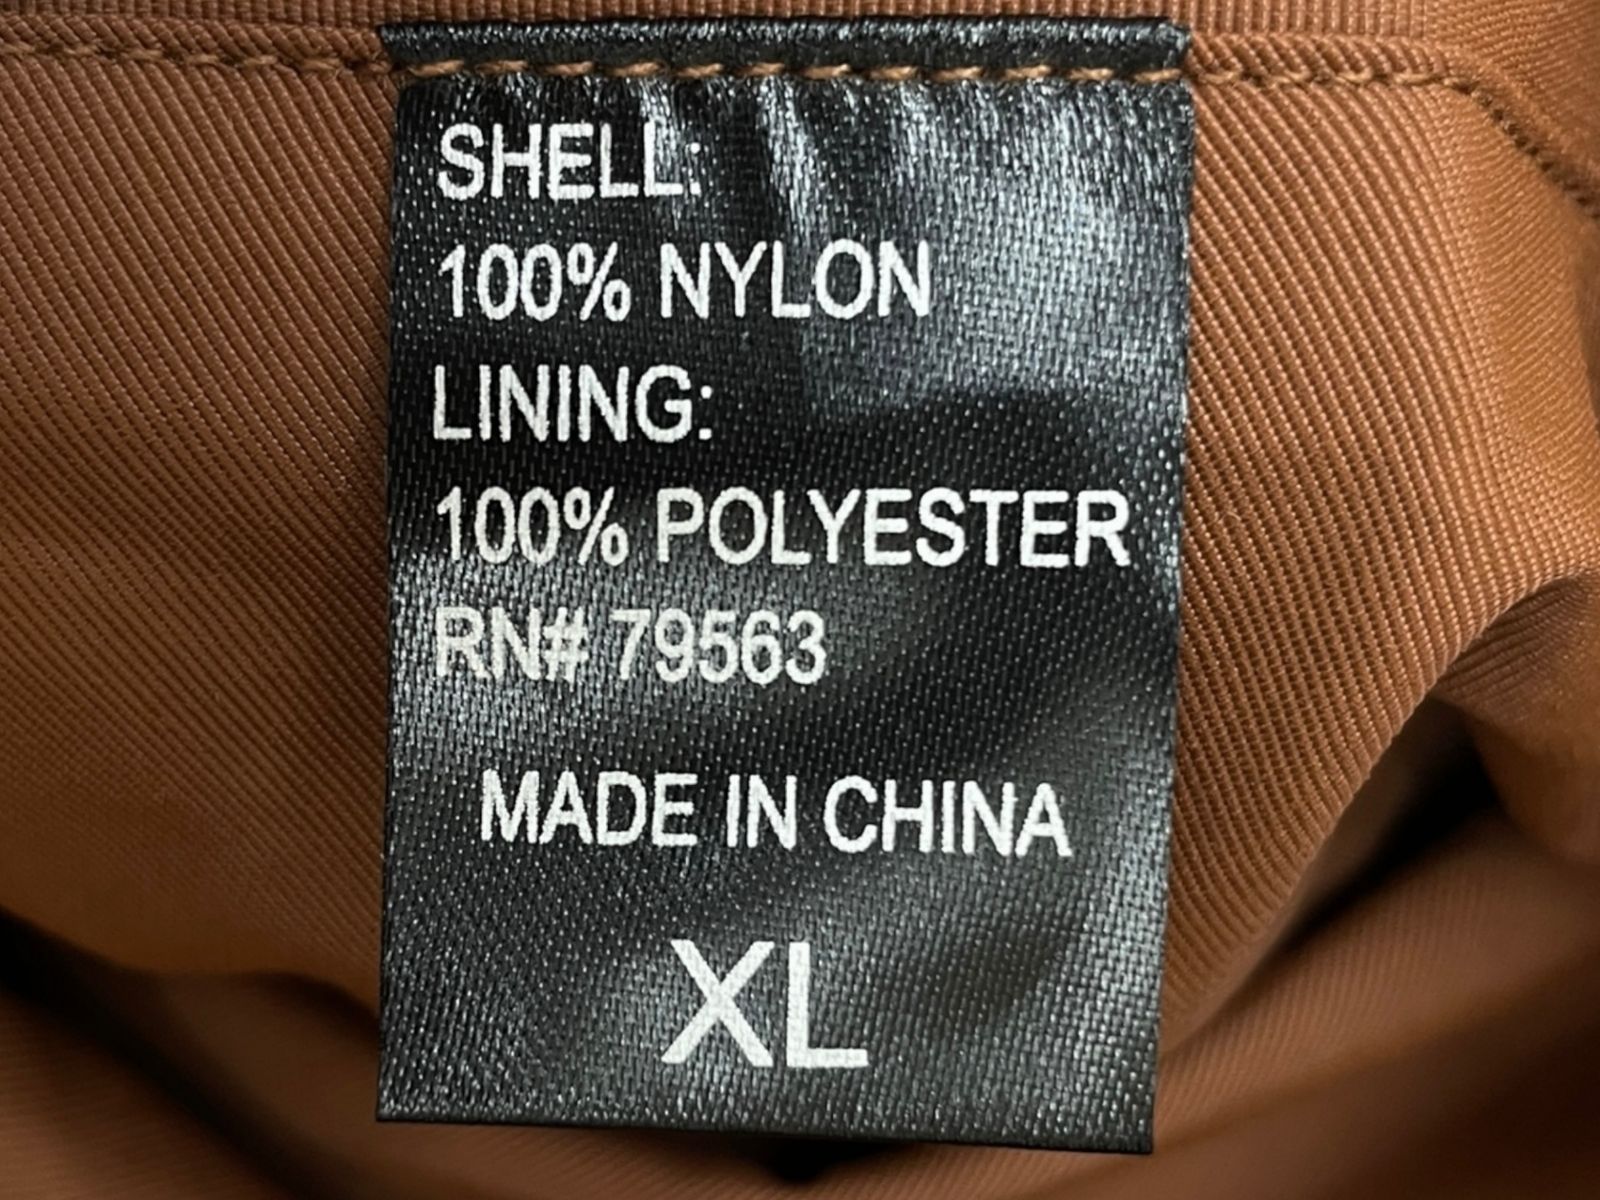 SHELL:
100% NYLON
LINING:
100% POLYESTER
RN# 79563
MADE IN CHINA
XL